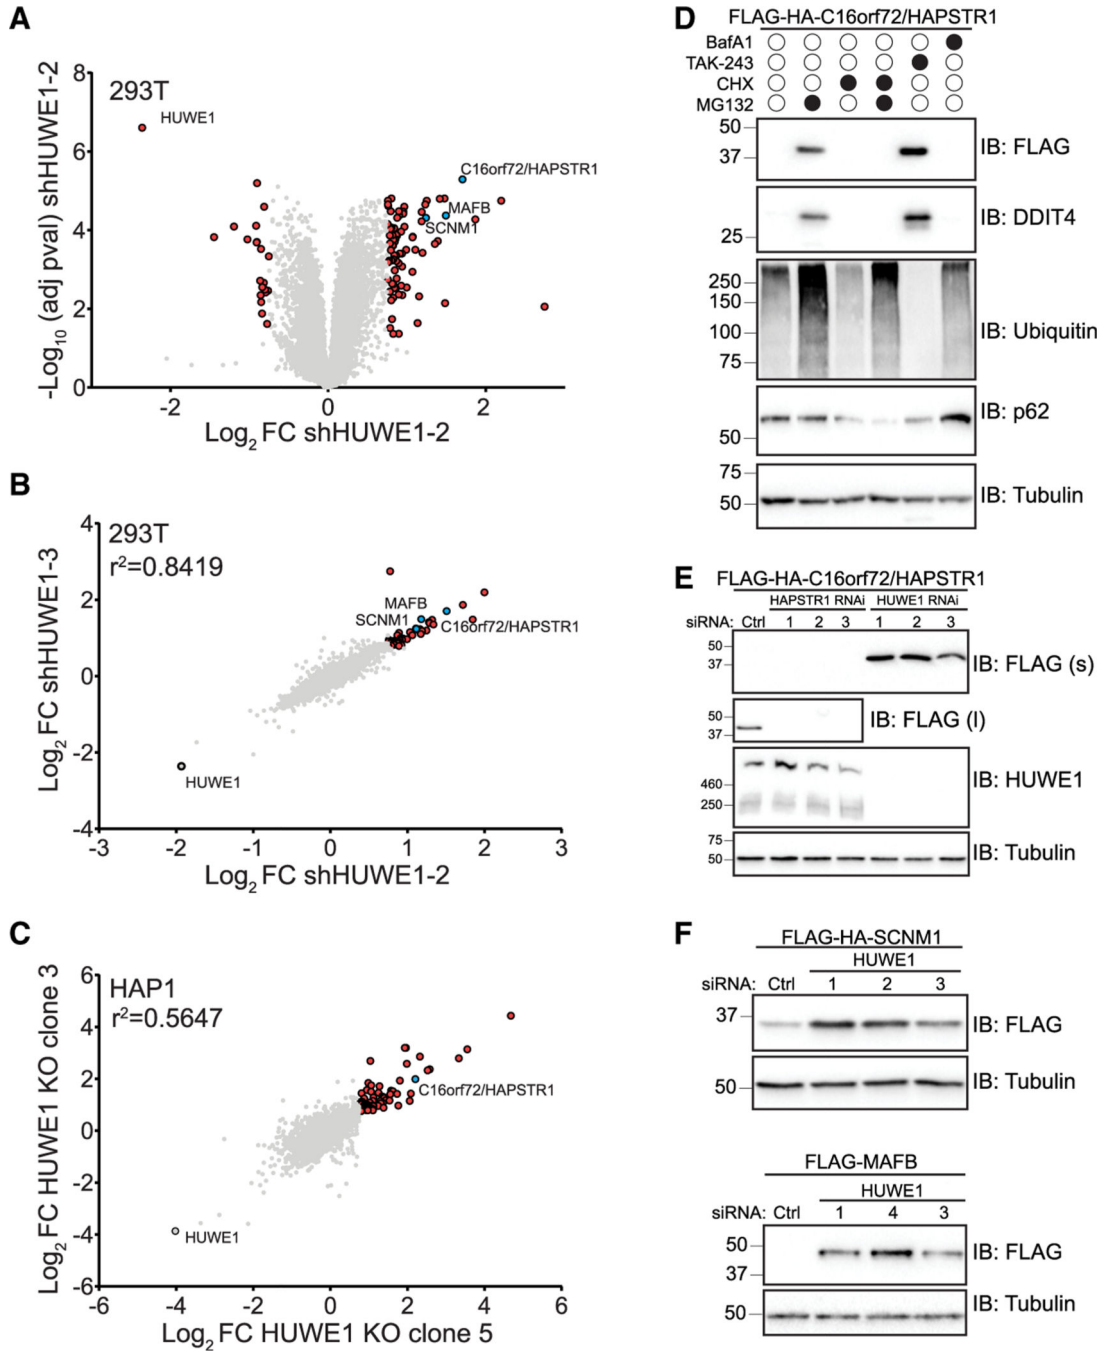 A
293T
HUWE1
C16orf72/HAPSTR1
MAFB
SCNM1
-Log10 (adj pval) shHUWE1-2
8
6
4
2
0
-2 0 2
Log2 FC shHUWE1-2
B
293T
r2=0.8419
MAFB
SCNM1
C16orf72/HAPSTR1
HUWE1
Log2 FC shHUWE1-3
4
2
0
-2
-4
-3 -2 -1 0 1 2 3
Log2 FC shHUWE1-2
C
HAP1
r2=0.5647
C16orf72/HAPSTR1
HUWE1
Log2 FC HUWE1 KO clone 3
6
4
2
0
-2
-4
-6
-6 -4 -2 0 2 4 6
Log2 FC HUWE1 KO clone 5
D
FLAG-HA-C16orf72/HAPSTR1
BafA1
TAK-243
CHX
MG132
50
37
IB: FLAG
25
IB: DDIT4
250
150
100
75
IB: Ubiquitin
50
IB: p62
75
50
IB: Tubulin
E
FLAG-HA-C16orf72/HAPSTR1
HAPSTR1 RNAi HUWE1 RNAi
siRNA: Ctrl 1 2 3 1 2 3
50
37
IB: FLAG (s)
50
37
IB: FLAG (l)
460
250
IB: HUWE1
75
50
IB: Tubulin
F
FLAG-HA-SCNM1
HUWE1
siRNA: Ctrl 1 2 3
37
IB: FLAG
50
IB: Tubulin
FLAG-MAFB
HUWE1
siRNA: Ctrl 1 4 3
50
37
IB: FLAG
50
IB: Tubulin